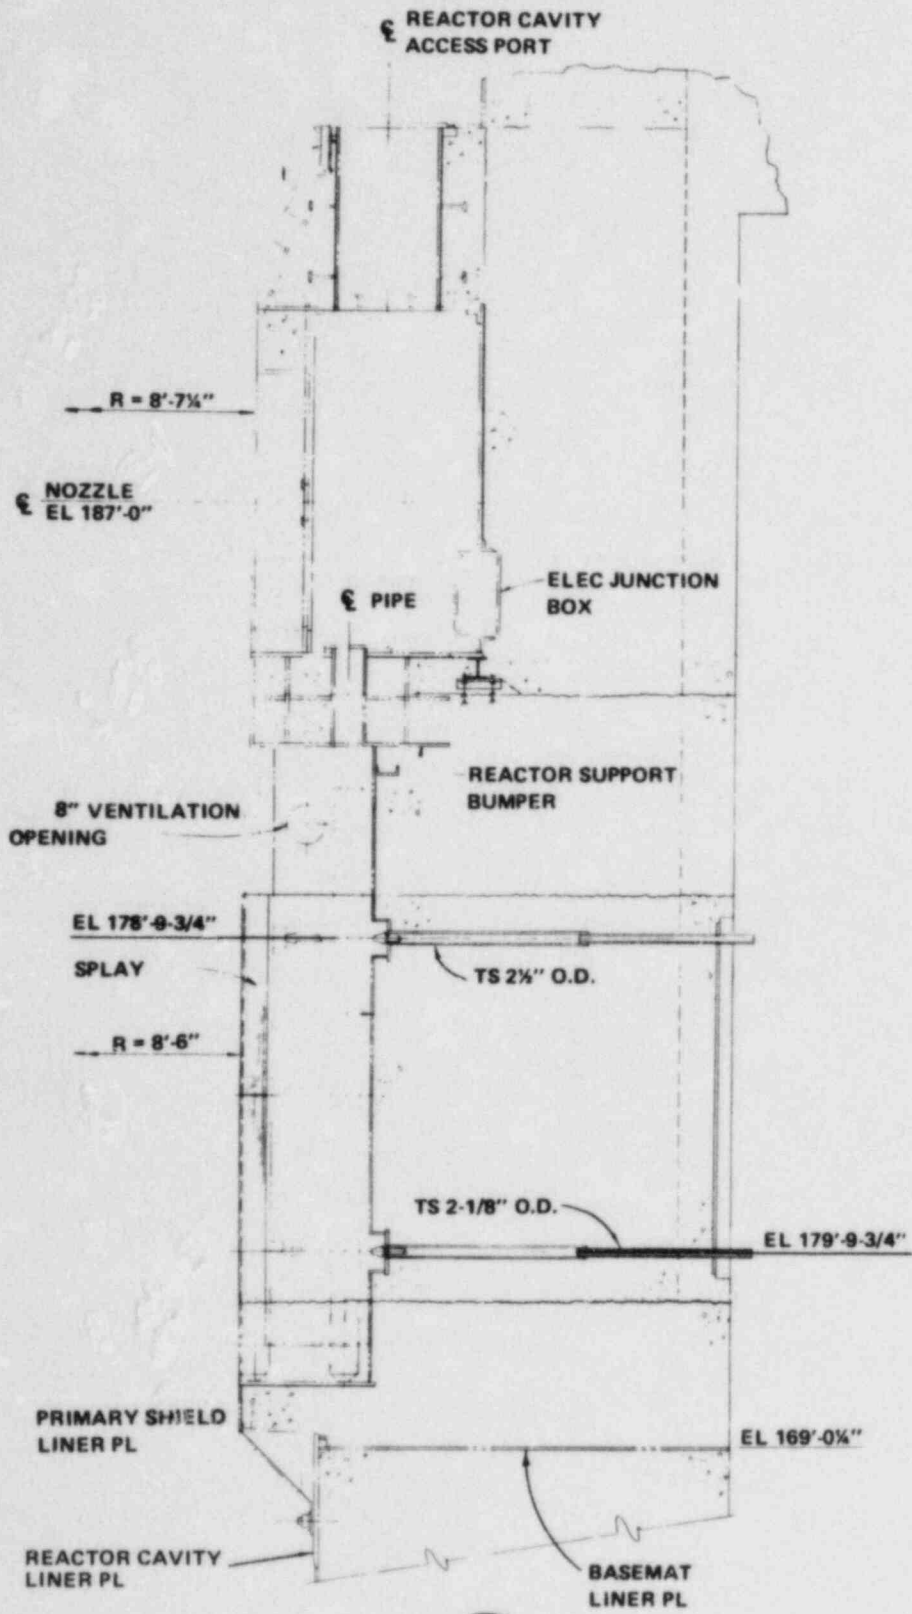 ℄ REACTOR CAVITY
ACCESS PORT
R = 8'-7¼"
℄ NOZZLE
EL 187'-0"
ELEC JUNCTION
BOX
℄ PIPE
REACTOR SUPPORT
BUMPER
8" VENTILATION
OPENING
EL 178'-9-3/4"
SPLAY
TS 2½" O.D.
R = 8'-6"
TS 2-1/8" O.D.
EL 179'-9-3/4"
PRIMARY SHIELD
LINER PL
EL 169'-0¼"
REACTOR CAVITY
LINER PL
BASEMAT
LINER PL